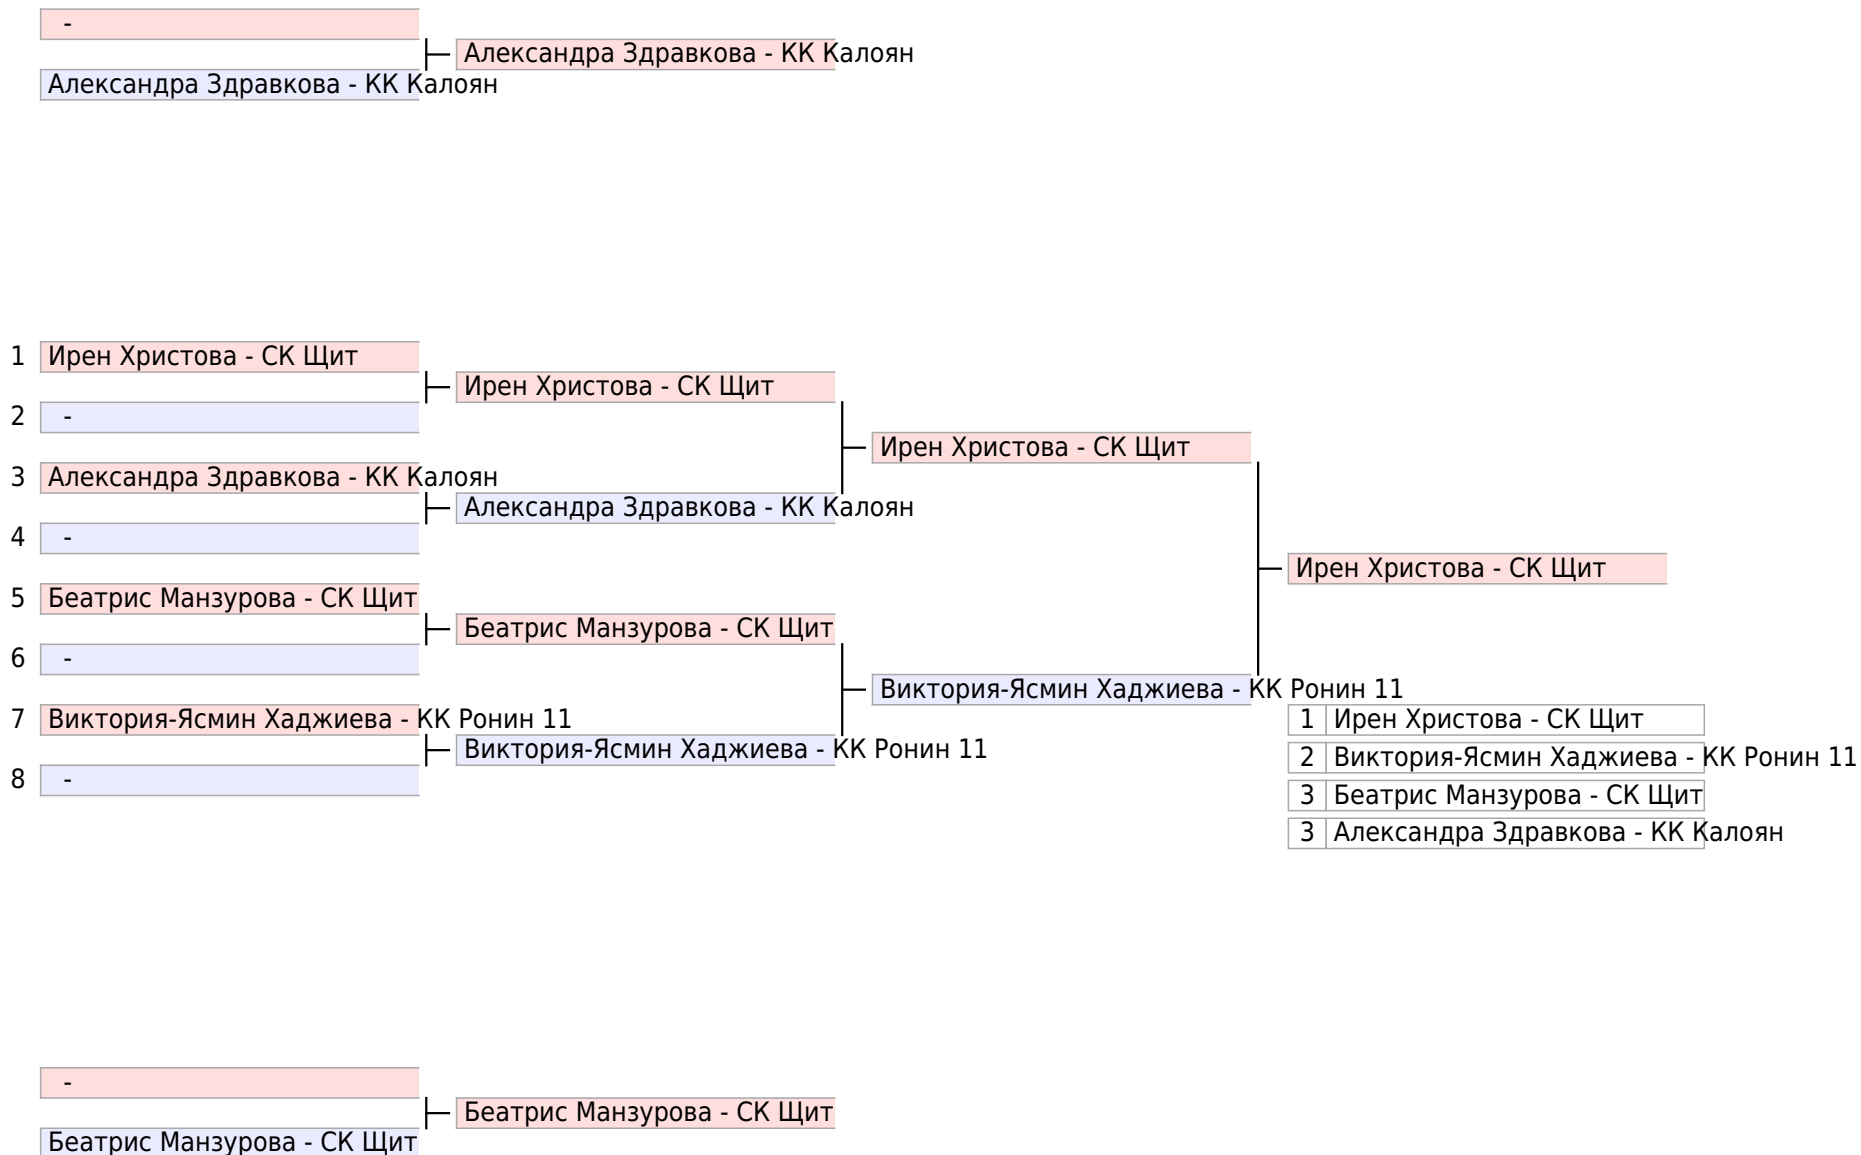 -
Александра Здравкова - КК Калоян
Александра Здравкова - КК Калоян
1 Ирен Христова - СК Щит
Ирен Христова - СК Щит
2 -
Ирен Христова - СК Щит
3 Александра Здравкова - КК Калоян
Александра Здравкова - КК Калоян
4 -
Ирен Христова - СК Щит
5 Беатрис Манзурова - СК Щит
Беатрис Манзурова - СК Щит
6 -
Виктория-Ясмин Хаджиева - КК Ронин 11
7 Виктория-Ясмин Хаджиева - КК Ронин 11
Виктория-Ясмин Хаджиева - КК Ронин 11
8 -
1 Ирен Христова - СК Щит
2 Виктория-Ясмин Хаджиева - КК Ронин 11
3 Беатрис Манзурова - СК Щит
3 Александра Здравкова - КК Калоян
-
Беатрис Манзурова - СК Щит
Беатрис Манзурова - СК Щит